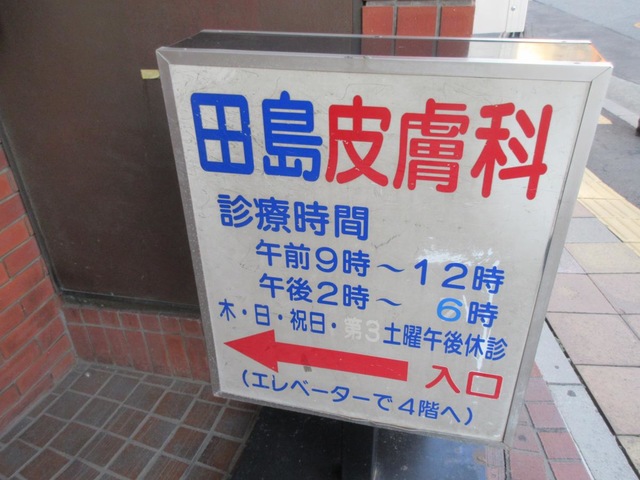 田島皮膚科
診療時間
午前9時～12時
午後2時～ 6時
木・日・祝日・第3土曜午後休診
入口
(エレベーターで4階へ)